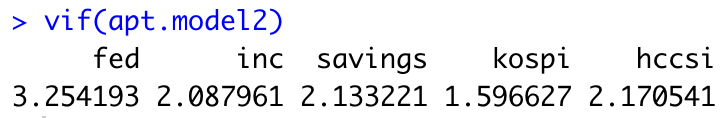 > vif(apt.model2)
fed inc savings kospi hccsi
3.254193 2.087961 2.133221 1.596627 2.170541